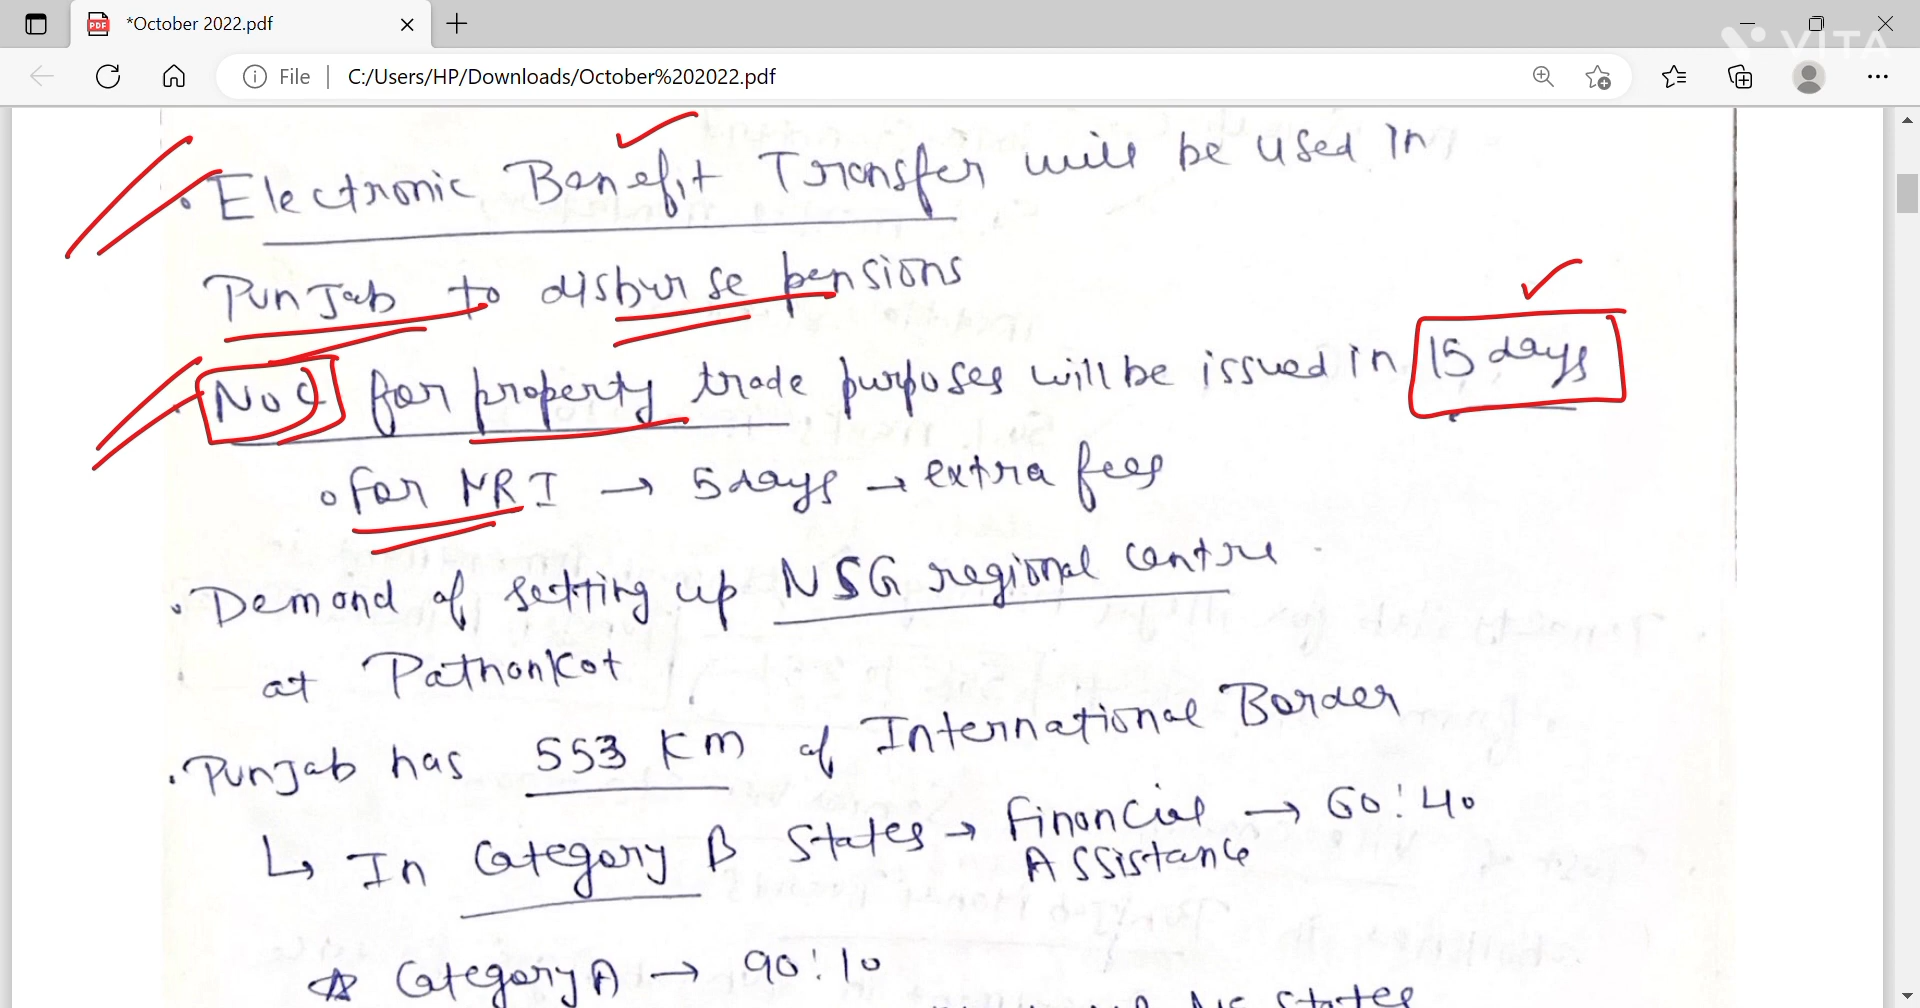 *October 2022.pdf
VITA
File | C:/Users/HP/Downloads/October%202022.pdf
• Electronic Benefit Transfer will be used in
Punjab to disburse pensions
• NOC for property trade purposes will be issued in 15 days
o for NRI → 5 days → extra fees
• Demand of setting up NSG regional centre
at Pathankot
• Punjab has 553 Km of International Border
↳ In Category B States → Financial Assistance → 60:40
☆ Category A → 90:10
States